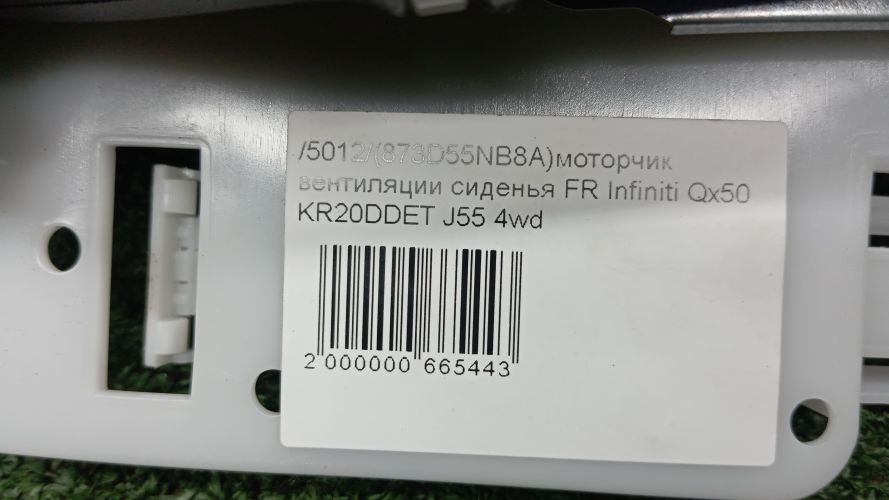 /5012/(873D55NB8A)моторчик
вентиляции сиденья FR Infiniti Qx50
KR20DDET J55 4wd
2 000000 665443